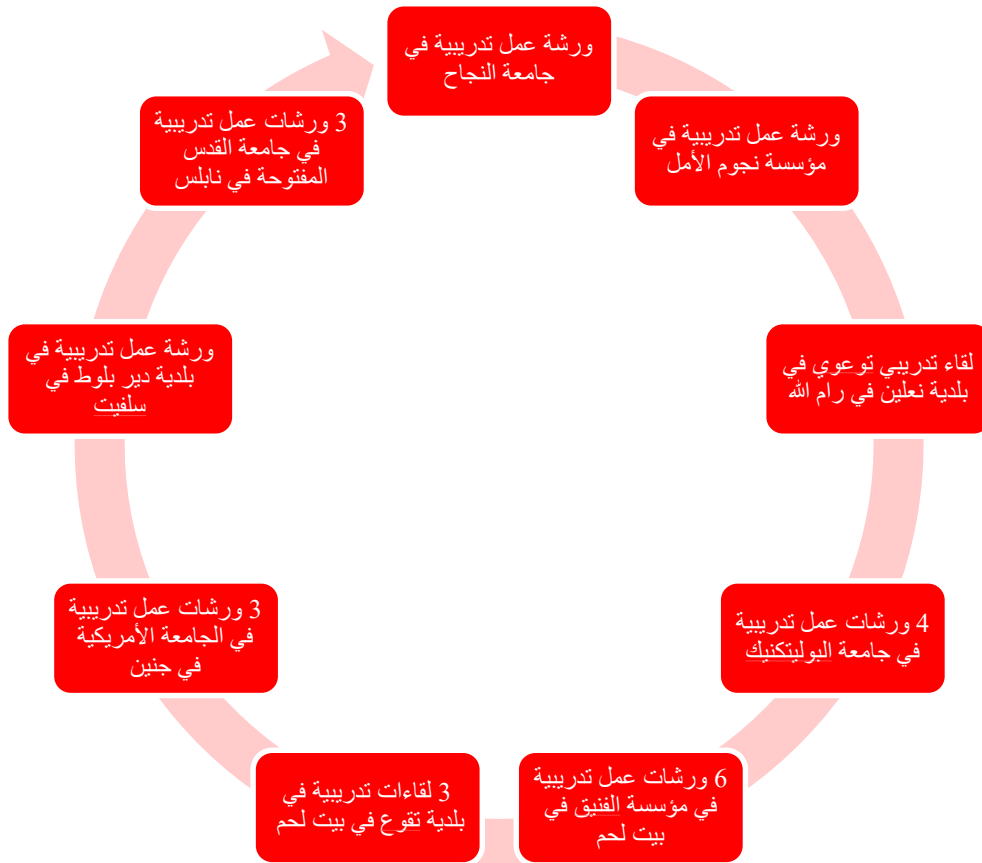 ورشة عمل تدريبية في
جامعة النجاح
ورشة عمل تدريبية في
مؤسسة نجوم الأمل
لقاء تدريبي توعوي في
بلدية نعلين في رام الله
4 ورشات عمل تدريبية
في جامعة البوليتكنيك
6 ورشات عمل تدريبية
في مؤسسة الفنيق في
بيت لحم
3 لقاءات تدريبية في
بلدية تقوع في بيت لحم
3 ورشات عمل تدريبية
في الجامعة الأمريكية
في جنين
ورشة عمل تدريبية في
بلدية دير بلوط في
سلفيت
3 ورشات عمل تدريبية
في جامعة القدس
المفتوحة في نابلس